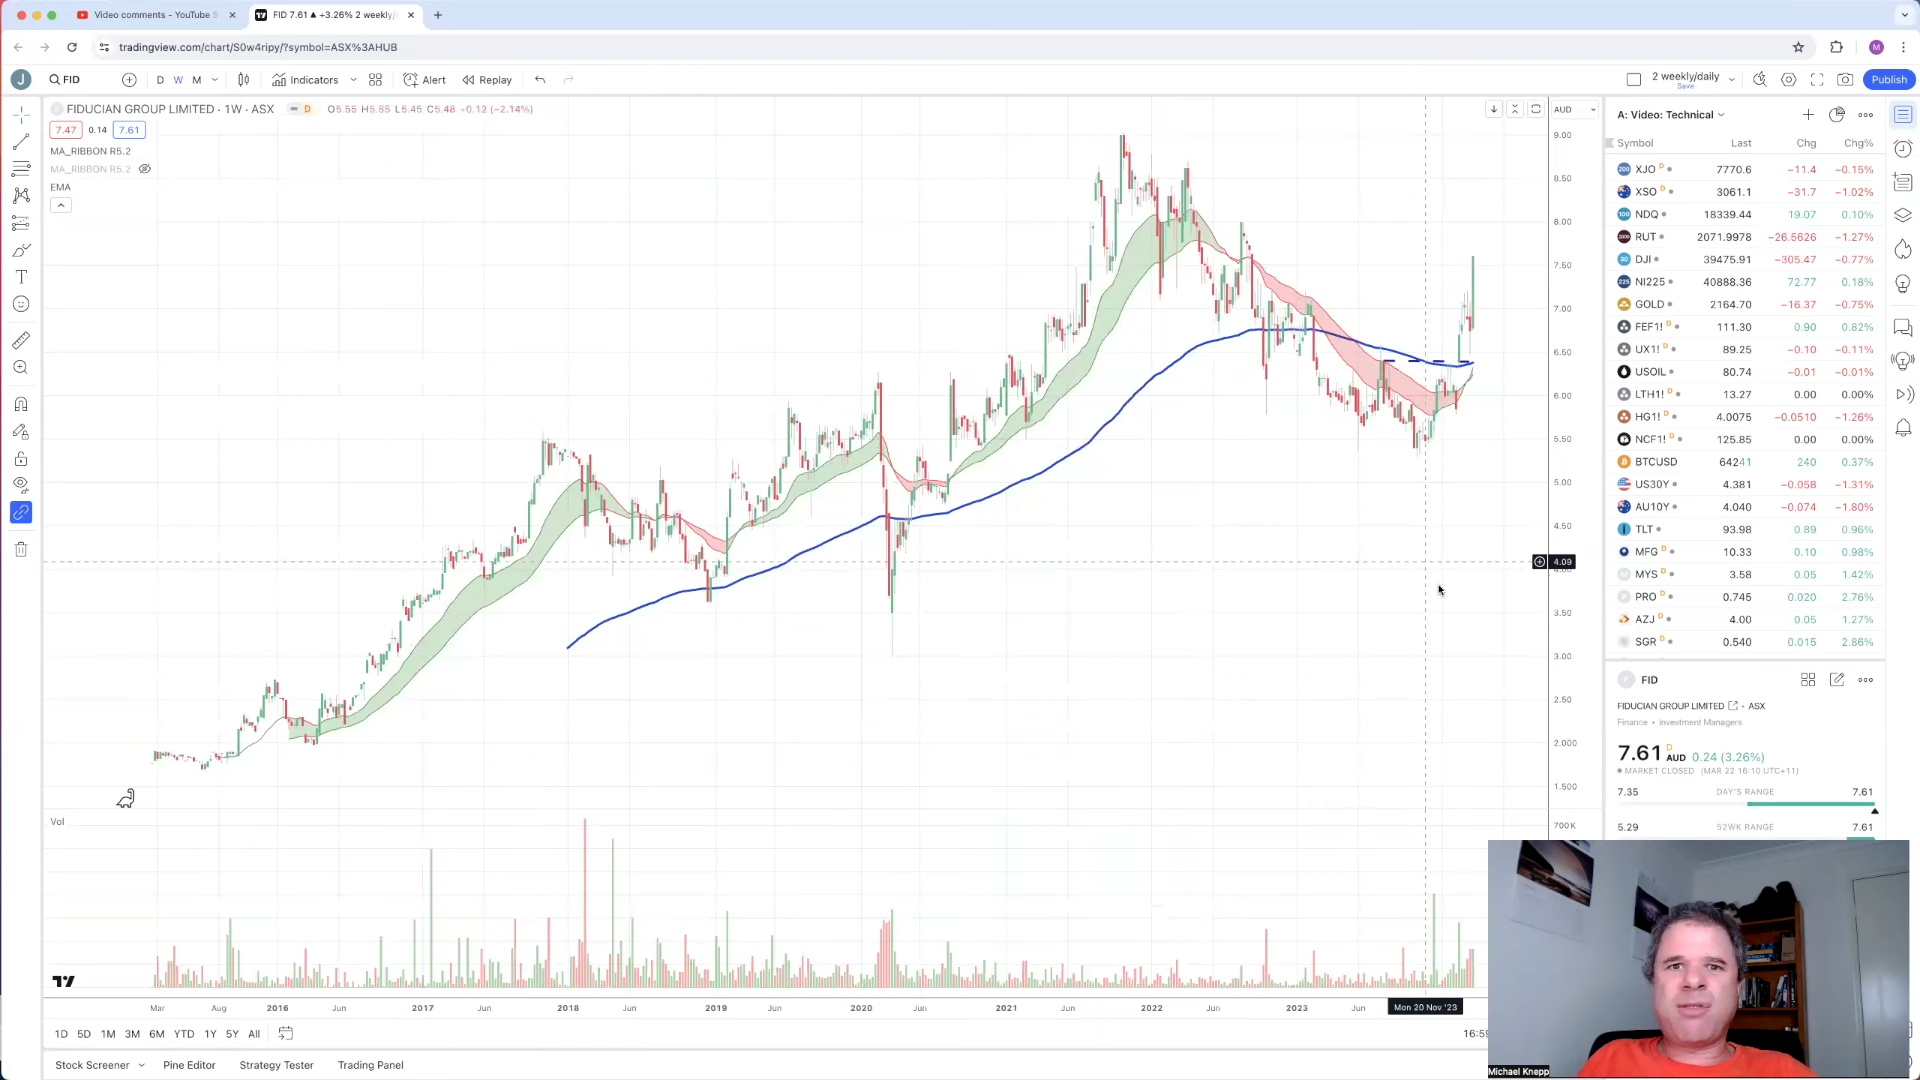 Video comments - YouTube S
FID 7.61 ▲ +3.26% 2 weekly/
tradingview.com/chart/S0w4ripy/?symbol=ASX%3AHUB
M
J
FID
D W M
Indicators
Alert
Replay
2 weekly/daily
Save
Publish
FIDUCIAN GROUP LIMITED · 1W · ASX
D
O5.55 H5.55 L5.45 C5.48 −0.12 (−2.14%)
7.47 0.14 7.61
MA_RIBBON R5.2
MA_RIBBON R5.2
EMA
AUD
9.00
8.50
8.00
7.50
7.00
6.50
6.00
5.50
5.00
4.50
4.09
3.50
3.00
2.50
2.000
1.500
Vol
700K
Mar Aug 2016 Jun 2017 Jun 2018 Jun 2019 Jun 2020 Jun 2021 Jun 2022 Jun 2023 Jun Mon 20 Nov '23
1D 5D 1M 3M 6M YTD 1Y 5Y All
16:59
Stock Screener Pine Editor Strategy Tester Trading Panel
A: Video: Technical
Symbol Last Chg Chg%
XJO D 7770.6 −11.4 −0.15%
XSO D 3061.1 −31.7 −1.02%
NDQ 18339.44 19.07 0.10%
RUT 2071.9978 −26.5626 −1.27%
DJI 39475.91 −305.47 −0.77%
NI225 40888.36 72.77 0.18%
GOLD 2164.70 −16.37 −0.75%
FEF1! D 111.30 0.90 0.82%
UX1! D 89.25 −0.10 −0.11%
USOIL 80.74 −0.01 −0.01%
LTH1! D 13.27 0.00 0.00%
HG1! D 4.0075 −0.0510 −1.26%
NCF1! D 125.85 0.00 0.00%
BTCUSD 64241 240 0.37%
US30Y 4.381 −0.058 −1.31%
AU10Y 4.040 −0.074 −1.80%
TLT 93.98 0.89 0.96%
MFG D 10.33 0.10 0.98%
MYS D 3.58 0.05 1.42%
PRO D 0.745 0.020 2.76%
AZJ D 4.00 0.05 1.27%
SGR D 0.540 0.015 2.86%
FID
FIDUCIAN GROUP LIMITED · ASX
Finance · Investment Managers
7.61 D AUD 0.24 (3.26%)
MARKET CLOSED (MAR 22 16:10 UTC+11)
7.35 DAY'S RANGE 7.61
5.29 52WK RANGE 7.61
Michael Knepp